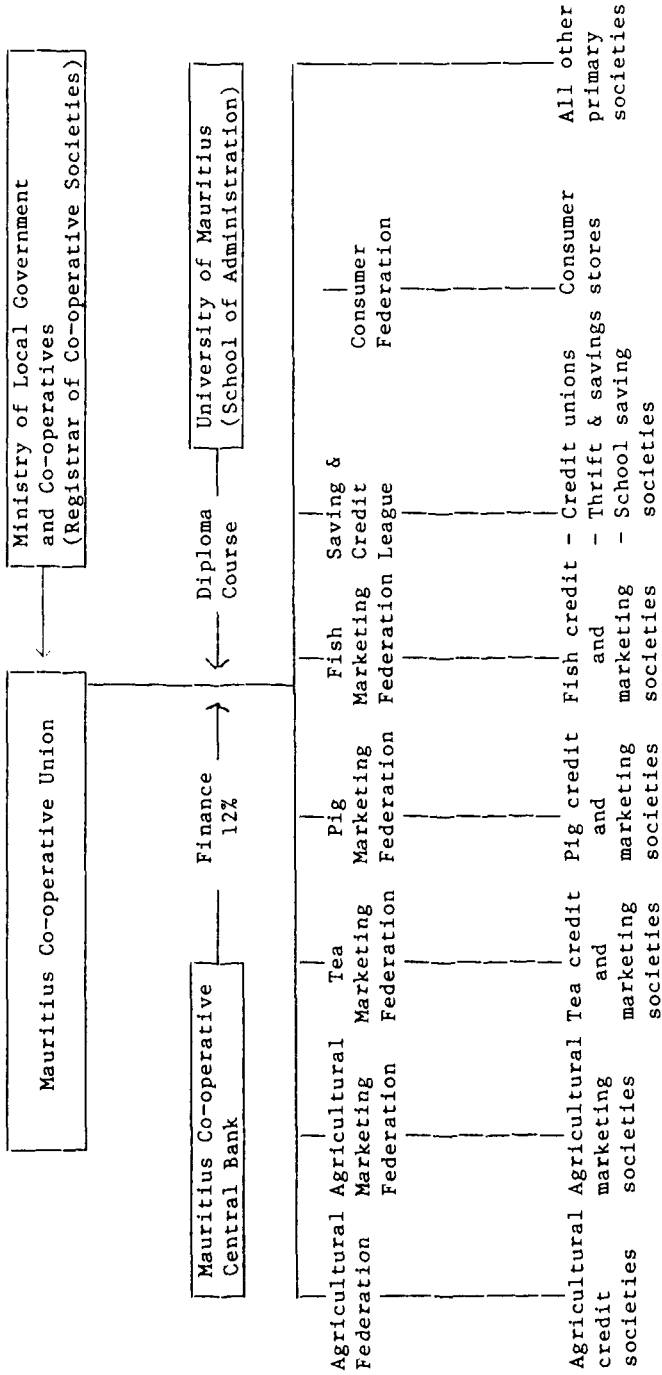 Ministry of Local Government
and Co-operatives
(Registrar of Co-operative Societies)
Mauritius Co-operative Union
Mauritius Co-operative
Central Bank
Finance
12%
Diploma
Course
University of Mauritius
(School of Administration)
Agricultural
Federation
Agricultural
Marketing
Federation
Tea
Marketing
Federation
Pig
Marketing
Federation
Fish
Marketing
Federation
Saving &
Credit
League
Consumer
Federation
Agricultural
credit
societies
Agricultural
marketing
societies
Tea credit
and
marketing
societies
Pig credit
and
marketing
societies
Fish credit
and
marketing
societies
- Credit unions
- Thrift & savings
- School saving
societies
Consumer
stores
All other
primary
societies